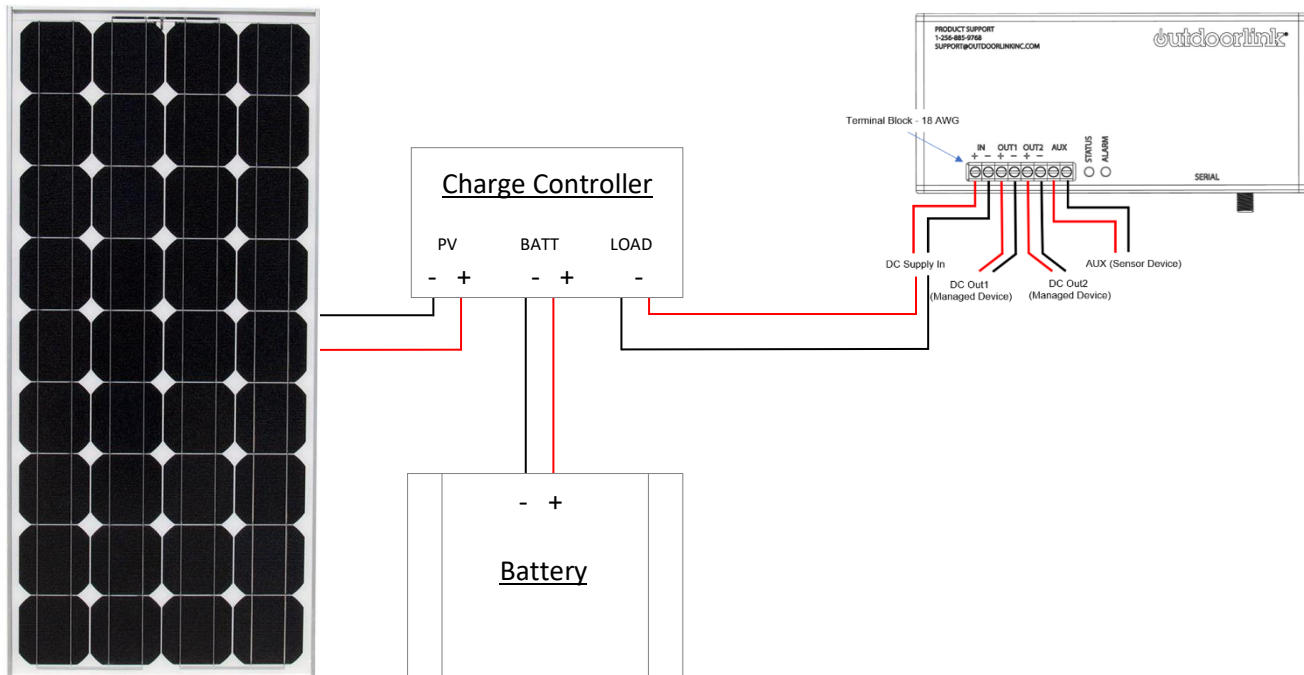 PRODUCT SUPPORT
1-256-885-9768
SUPPORT@OUTDOORLINKINC.COM
outdoorlink®
Terminal Block - 18 AWG
IN OUT1 OUT2 AUX
+ - + - + -
STATUS
ALARM
SERIAL
Charge Controller
PV BATT LOAD
- + - + -
DC Supply In
AUX (Sensor Device)
DC Out1
(Managed Device)
DC Out2
(Managed Device)
- +
Battery